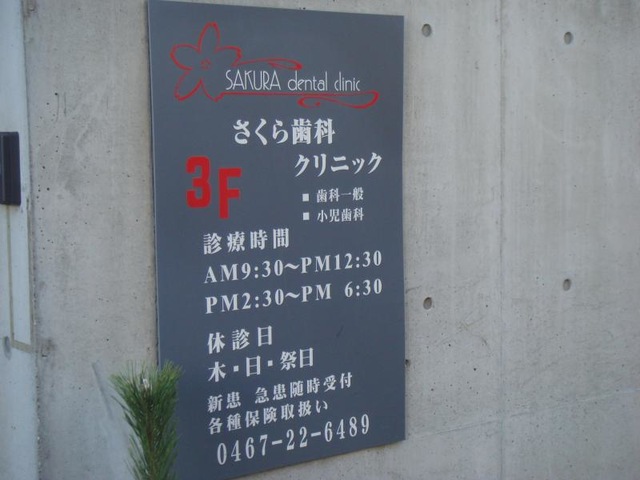 SAKURA dental clinic
さくら歯科
クリニック
3F
■ 歯科一般
■ 小児歯科
診療時間
AM9:30～PM12:30
PM2:30～PM 6:30
休診日
木・日・祭日
新患 急患随時受付
各種保険取扱い
0467-22-6489